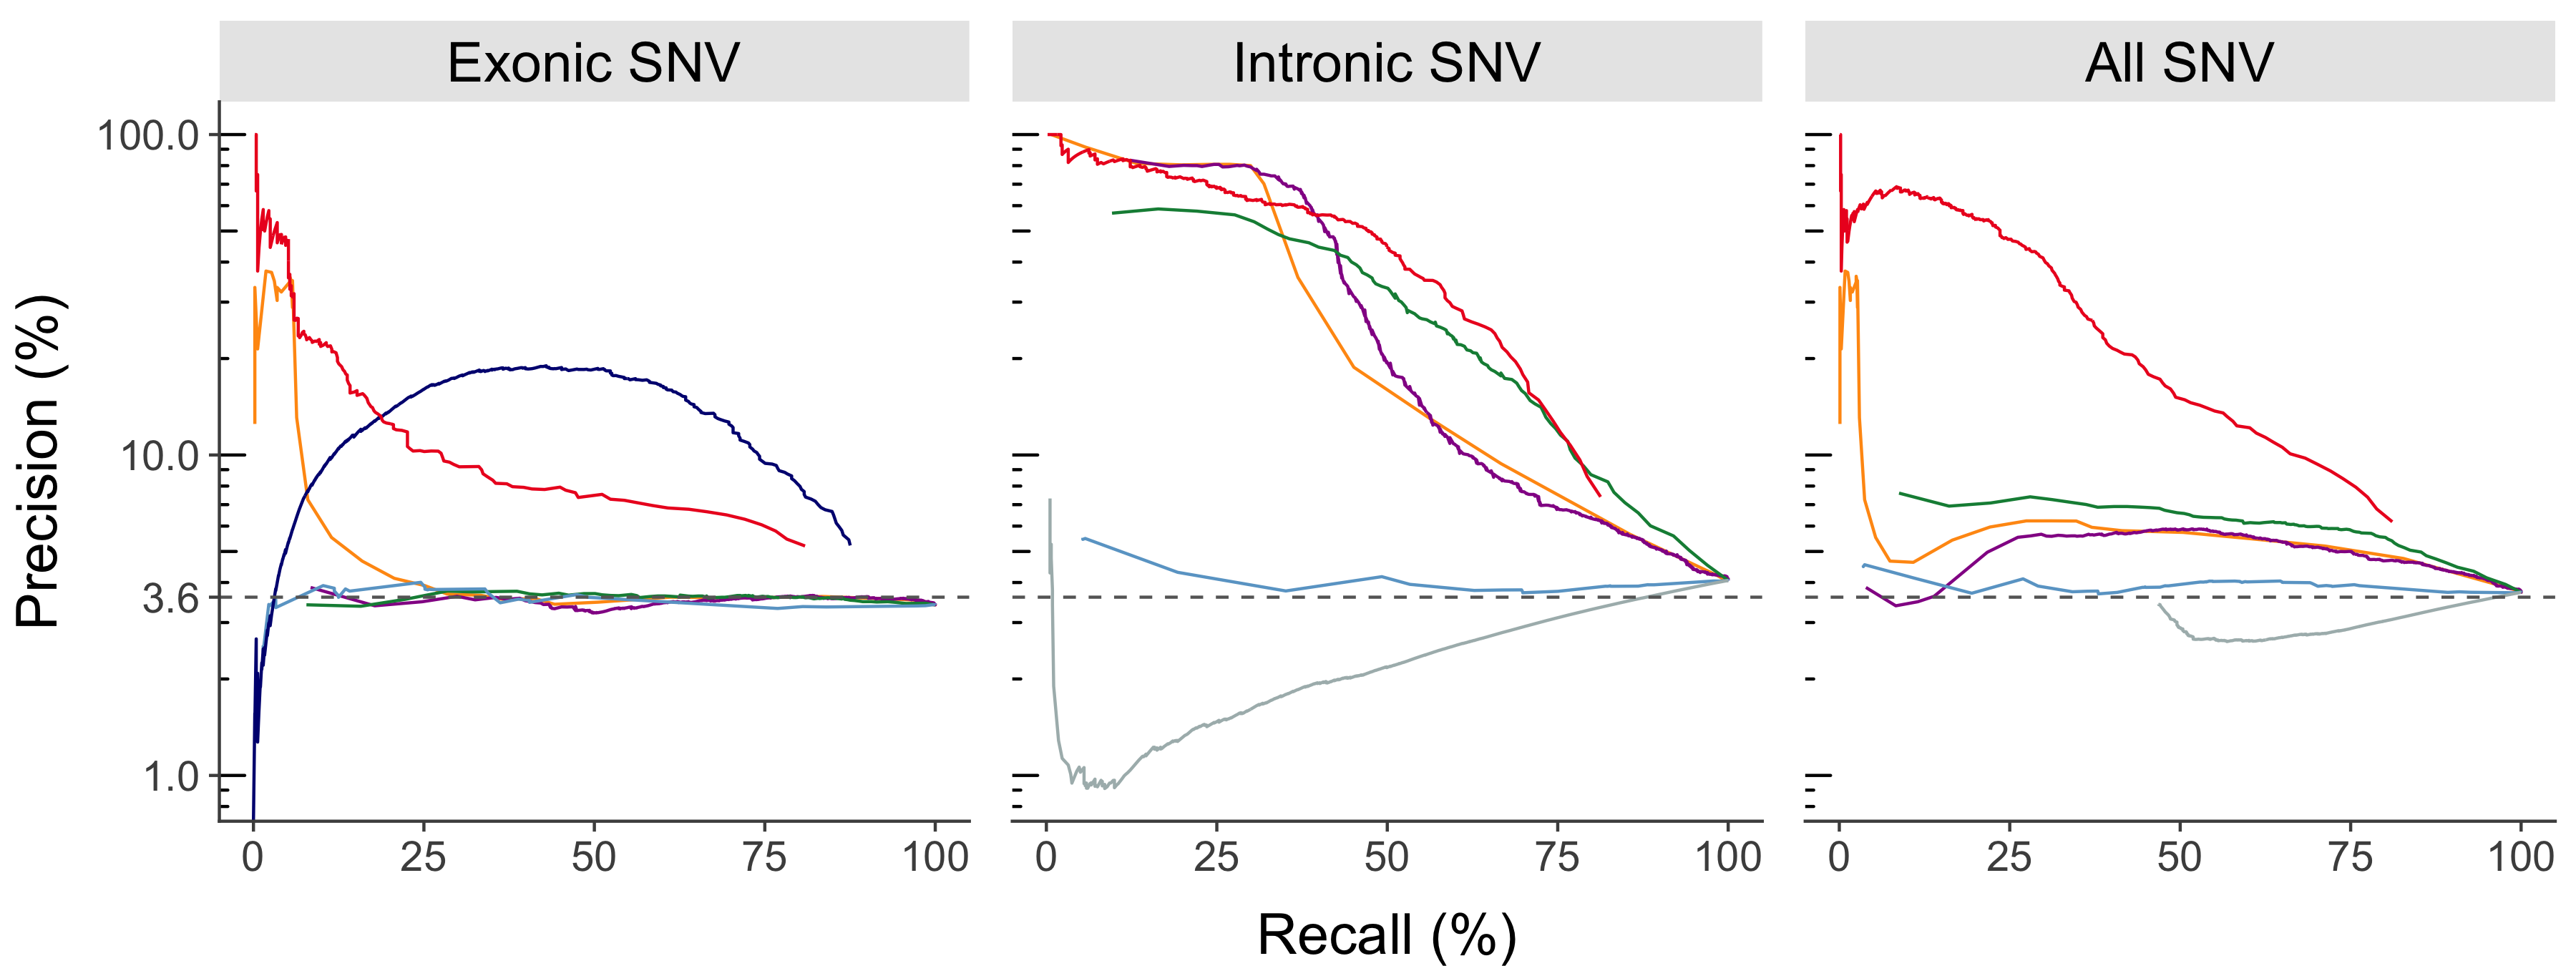 Exonic SNV Intronic SNV All SNV
100.0
10.0
3.6
1.0
Precision (%)
0 25 50 75 100 0 25 50 75 100 0 25 50 75 100
Recall (%)